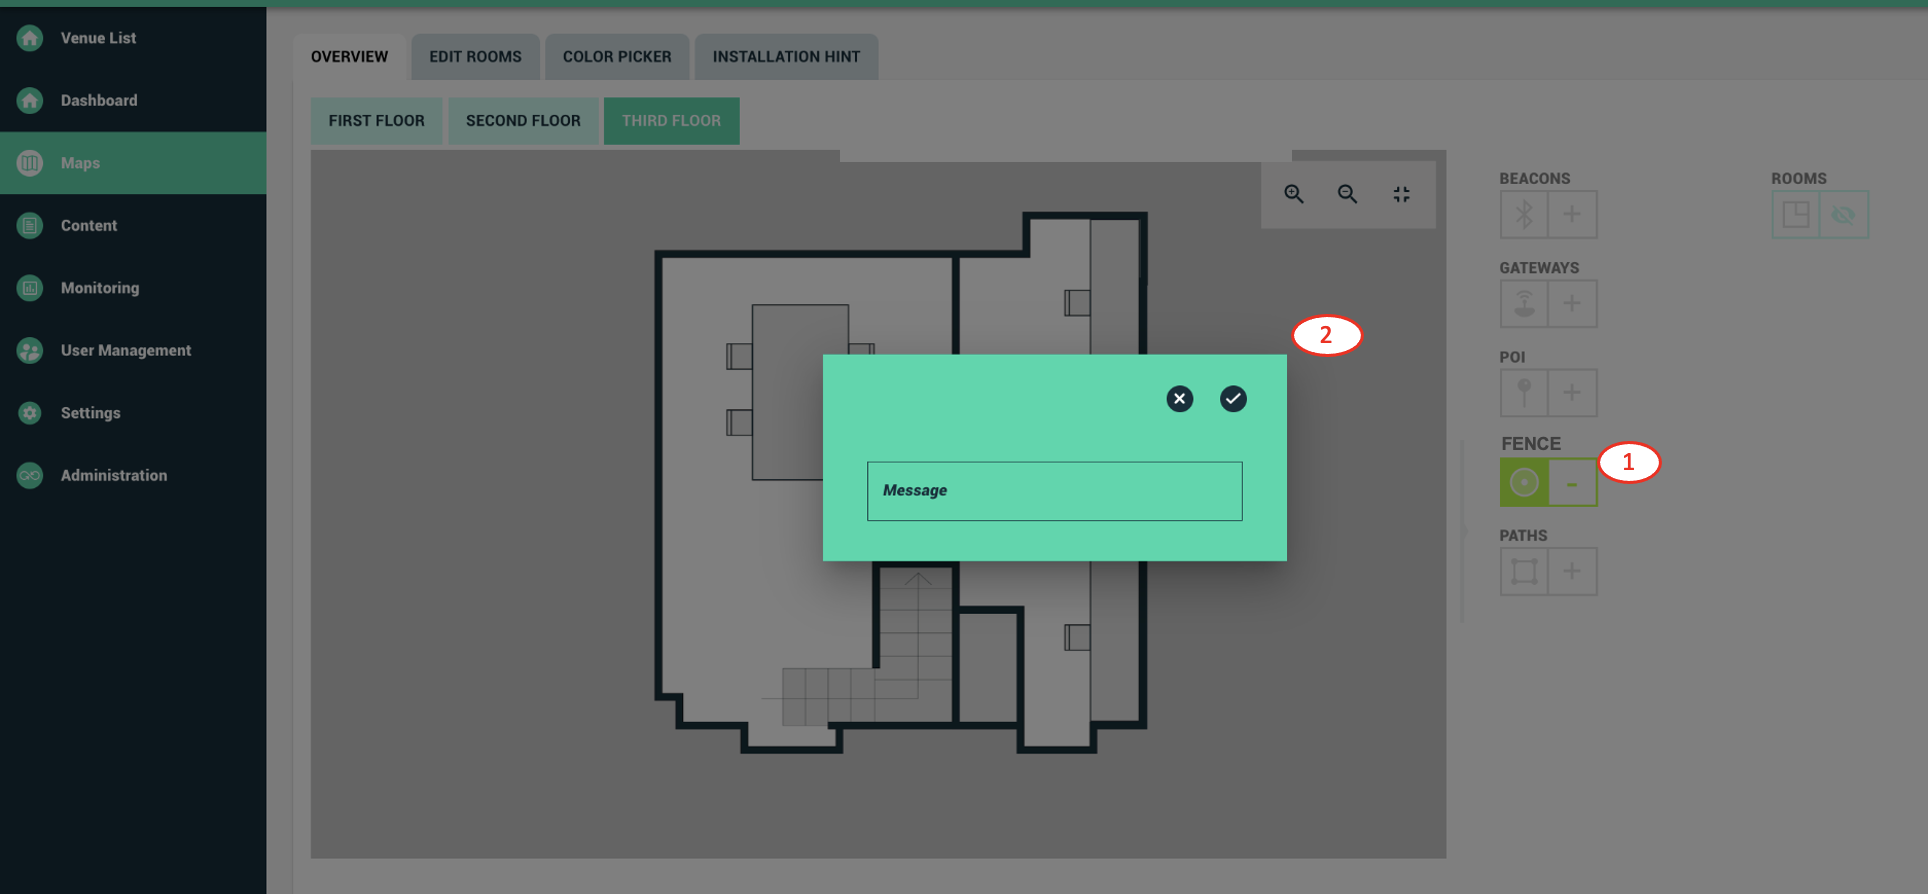 Venue List
Dashboard
Maps
Content
Monitoring
User Management
Settings
Administration
OVERVIEW
EDIT ROOMS
COLOR PICKER
INSTALLATION HINT
FIRST FLOOR
SECOND FLOOR
THIRD FLOOR
BEACONS
ROOMS
GATEWAYS
POI
FENCE
PATHS
2
1
Message